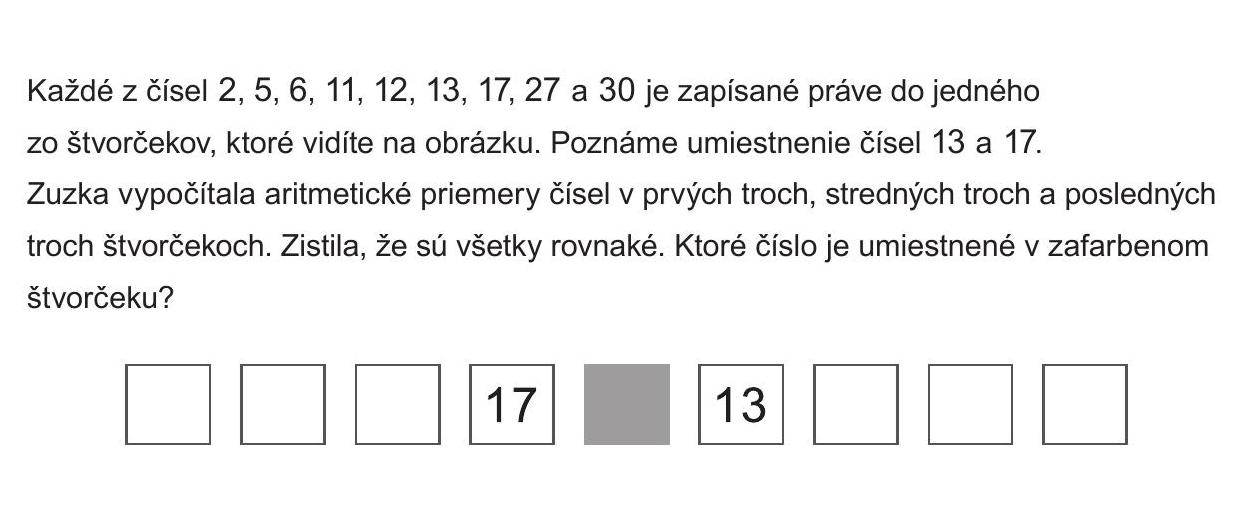 Každé z čísel 2, 5, 6, 11, 12, 13, 17, 27 a 30 je zapísané práve do jedného
zo štvorčekov, ktoré vidíte na obrázku. Poznáme umiestnenie čísel 13 a 17.
Zuzka vypočítala aritmetické priemery čísel v prvých troch, stredných troch a posledných
troch štvorčekoch. Zistila, že sú všetky rovnaké. Ktoré číslo je umiestnené v zafarbenom
štvorčeku?
17 13